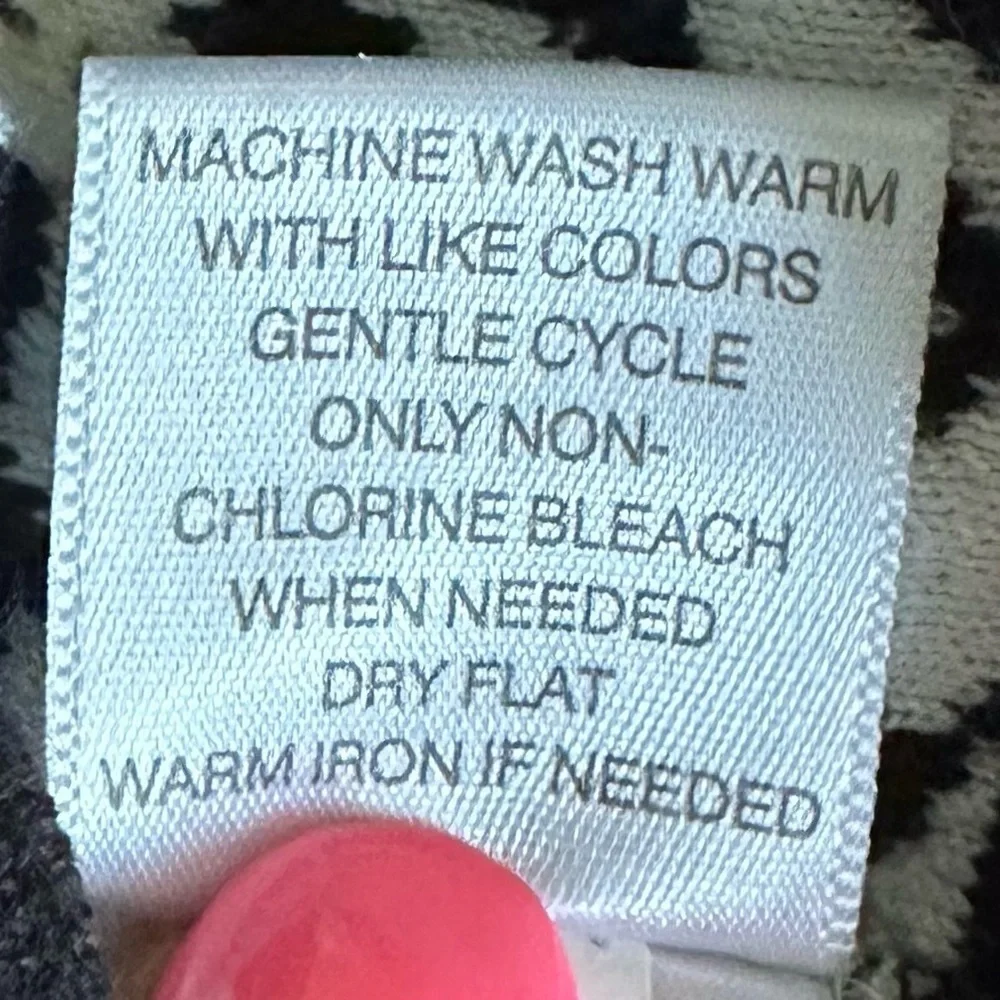 MACHINE WASH WARM
WITH LIKE COLORS
GENTLE CYCLE
ONLY NON-
CHLORINE BLEACH
WHEN NEEDED
DRY FLAT
WARM IRON IF NEEDED